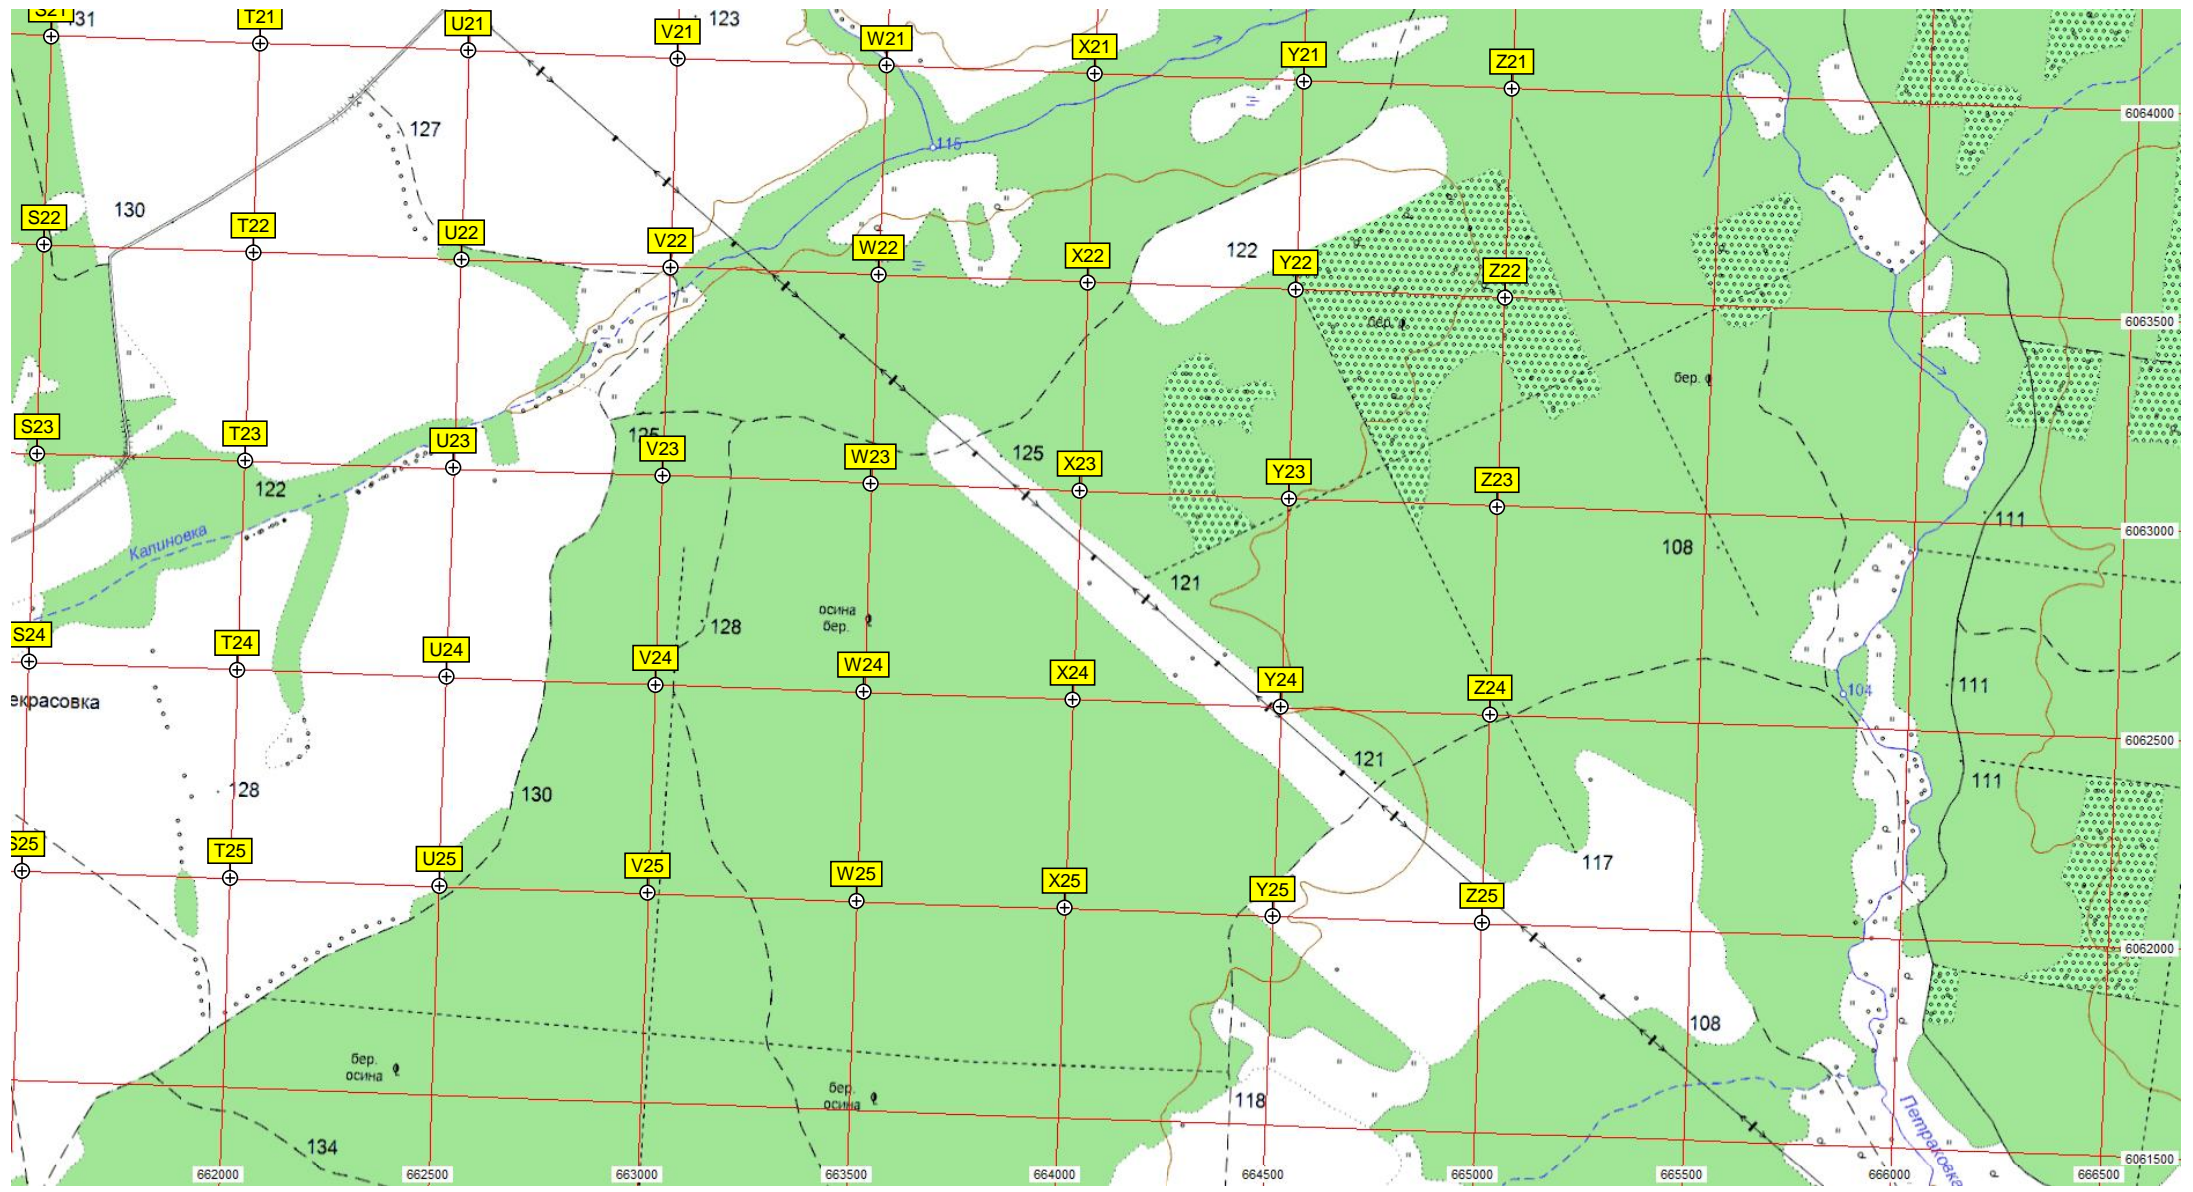 S21
131
T21
U21
V21
123
W21
X21
Y21
Z21
6064000
127
115
130
S22
T22
U22
V22
W22
X22
122
Y22
Z22
6063500
бер.
бер.
S23
T23
U23
125
V23
W23
125
X23
Y23
Z23
122
111
6063000
Калиновка
108
121
осина
бер.
128
S24
T24
U24
V24
W24
X24
Y24
Z24
104
111
екрасовка
6062500
121
111
128
130
S25
T25
U25
V25
W25
X25
Y25
Z25
117
6062000
108
бер.
осина
бер.
осина
118
Петраковка
134
6061500
662000
662500
663000
663500
664000
664500
665000
665500
666000
666500